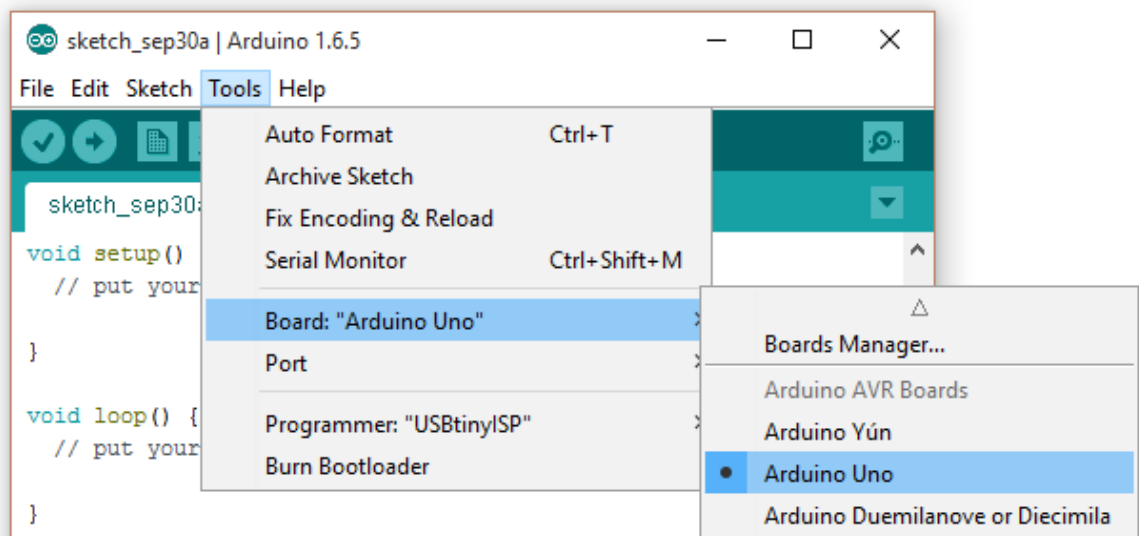 sketch_sep30a | Arduino 1.6.5
File Edit Sketch Tools Help
Auto Format Ctrl+T
Archive Sketch
sketch_sep30
Fix Encoding & Reload
void setup()
Serial Monitor Ctrl+Shift+M
// put your
Board: "Arduino Uno"
Boards Manager...
}
Port
Arduino AVR Boards
void loop() {
Programmer: "USBtinyISP"
Arduino Yún
// put your
Burn Bootloader
Arduino Uno
}
Arduino Duemilanove or Diecimila